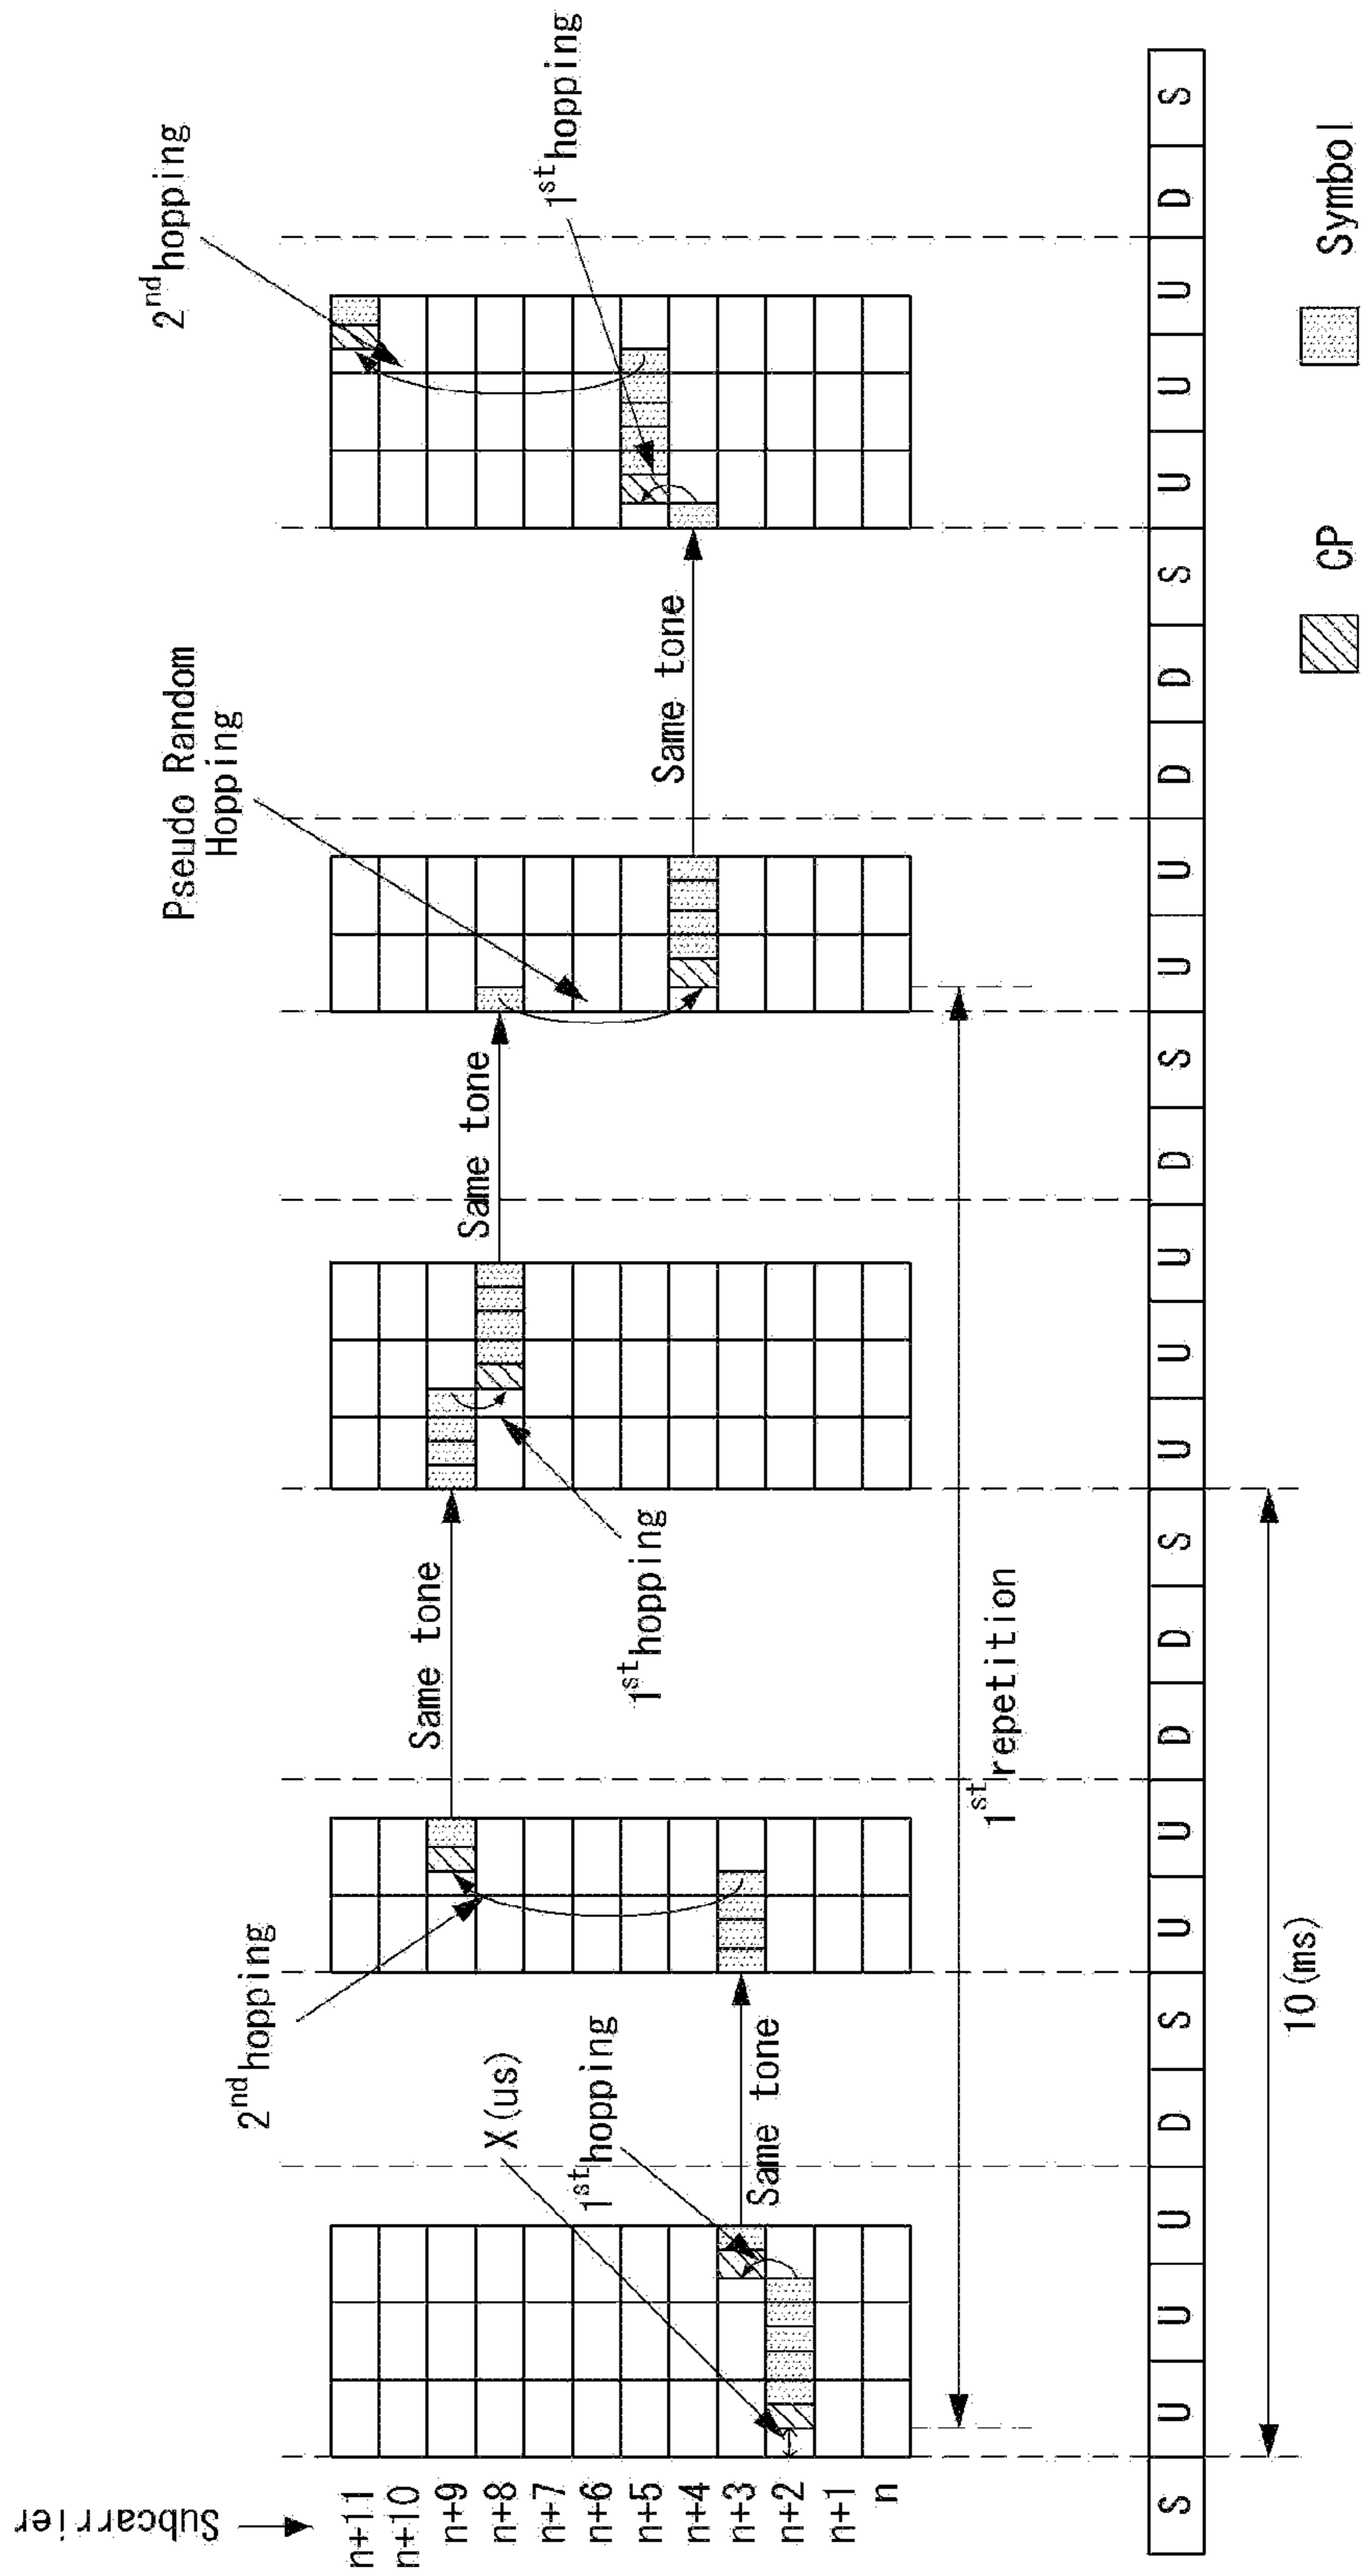 Subcarrier
2nd hopping
Pseudo Random
Hopping
2nd hopping
1st hopping
n+11
n+10
n+9
n+8
n+7
n+6
n+5
n+4
n+3
n+2
n+1
n
Same tone
Same tone
X(us)
1st hopping
1st hopping
Same tone
Same tone
1st hopping
1st repetition
S U U U D S U U D D S U U U D S U U D D S U U U D S
10(ms)
CP
Symbol